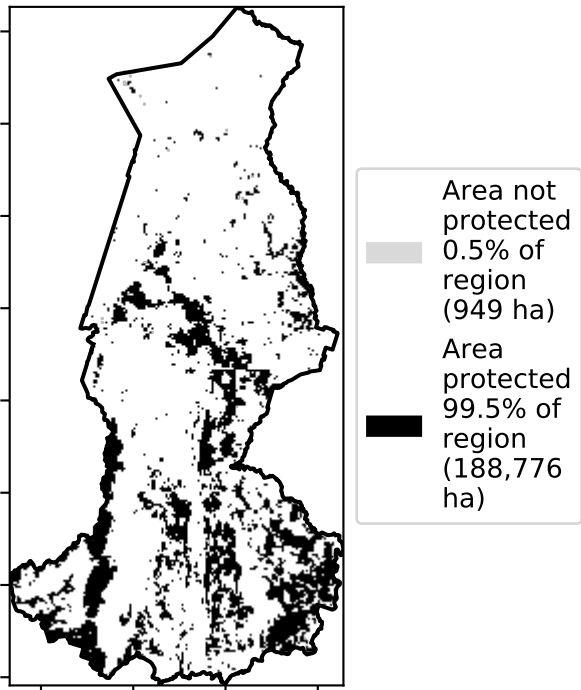 Area not
protected
0.5% of
region
(949 ha)
Area
protected
99.5% of
region
(188,776
ha)